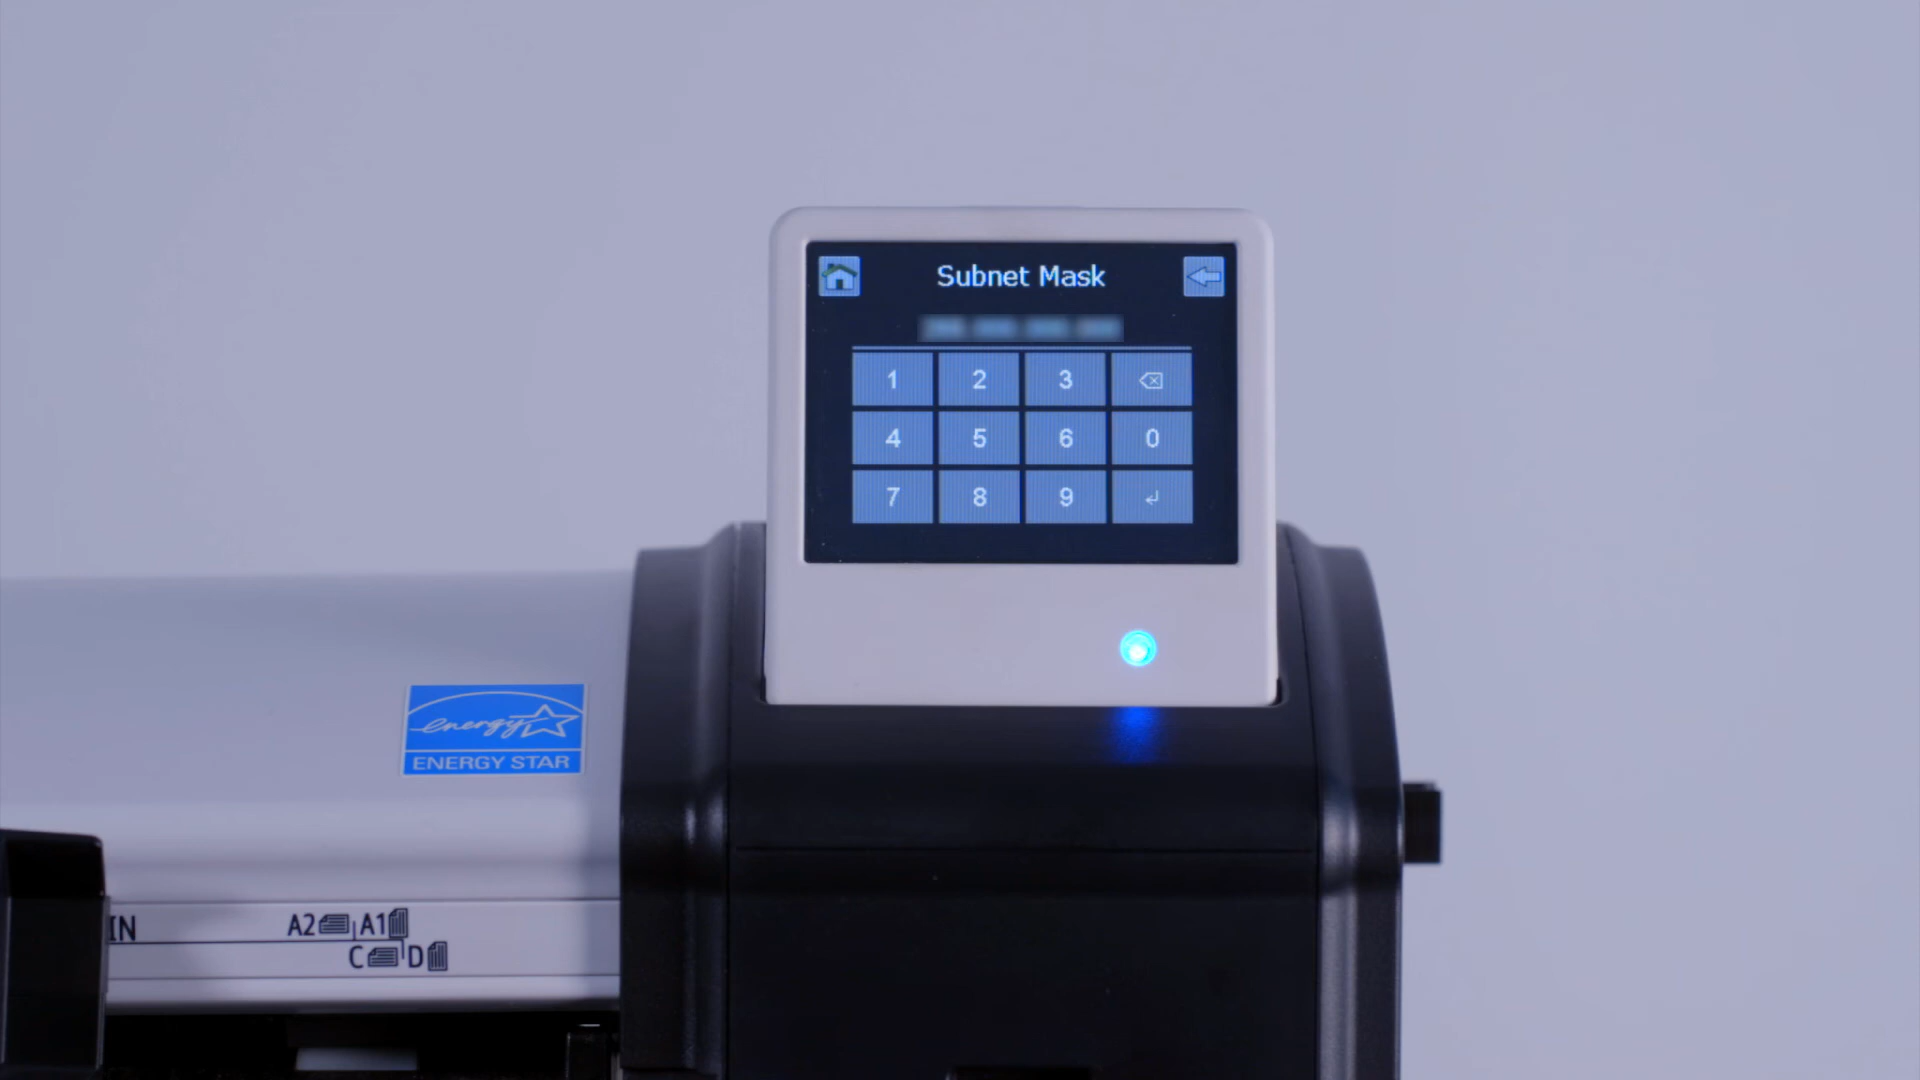 Subnet Mask
1 2 3
4 5 6 0
7 8 9
energy
ENERGY STAR
IN A2 A1
C D